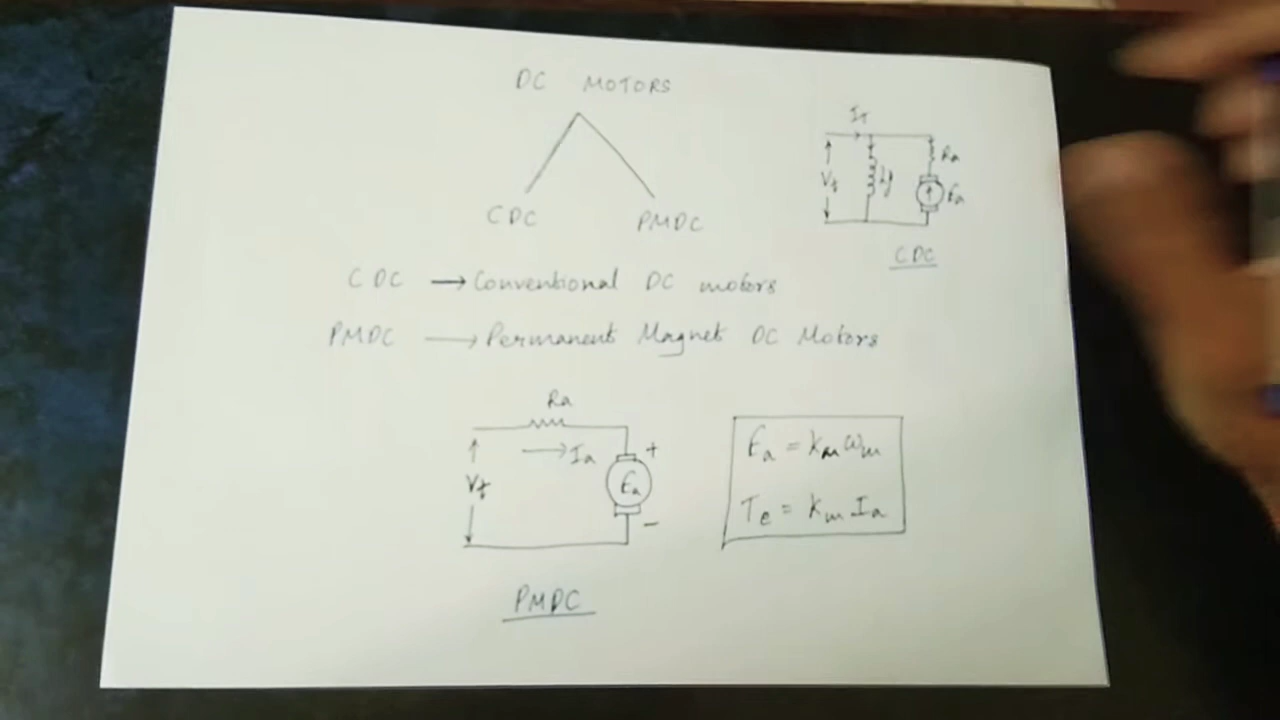 DC MOTORS
CDC PMDC
CDC → Conventional DC motors
PMDC → Permanent Magnet DC Motors
IT
Vt Lf Ra Ea
CDC
Ra
Ia
+
Vt Ea
-
PMDC
Ea = km ωm
Te = km Ia